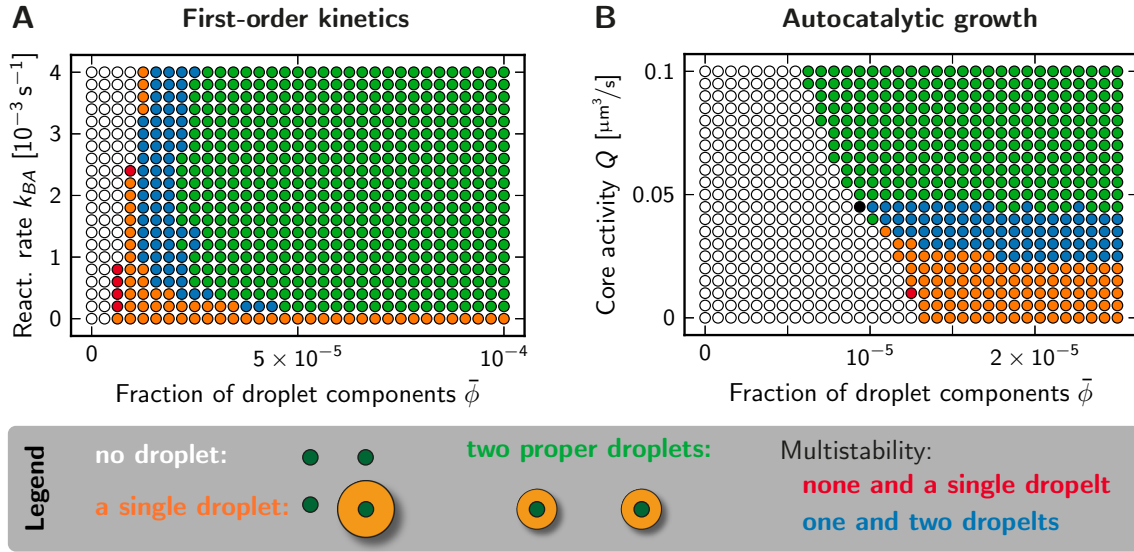 A First-order kinetics
React. rate k_BA [10⁻³ s⁻¹]
4
3
2
1
0
0 5 × 10⁻⁵ 10⁻⁴
Fraction of droplet components ϕ̄
B Autocatalytic growth
Core activity Q [µm³/s]
0.1
0.05
0
0 10⁻⁵ 2 × 10⁻⁵
Fraction of droplet components ϕ̄
Legend
no droplet:
a single droplet:
two proper droplets:
Multistability:
none and a single dropelt
one and two dropelts